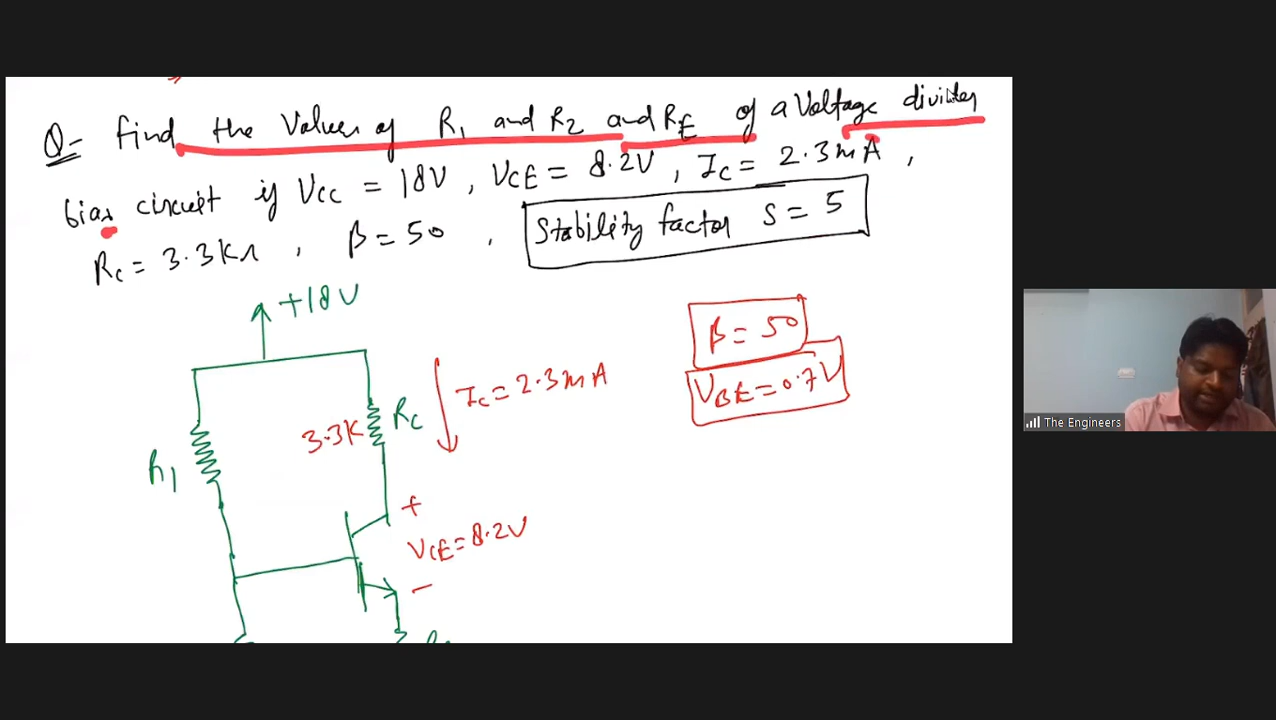 Q- find the Values of R1 and R2 and RE of a Voltage divider
bias circuit if VCC = 18V , VCE = 8.2V , IC = 2.3mA ,
RC = 3.3KΩ , β = 50 , Stability factor S = 5
+18V
β = 50
VBE = 0.7V
IC = 2.3mA
RC
3.3K
R1
+
VCE = 8.2V
-
The Engineers